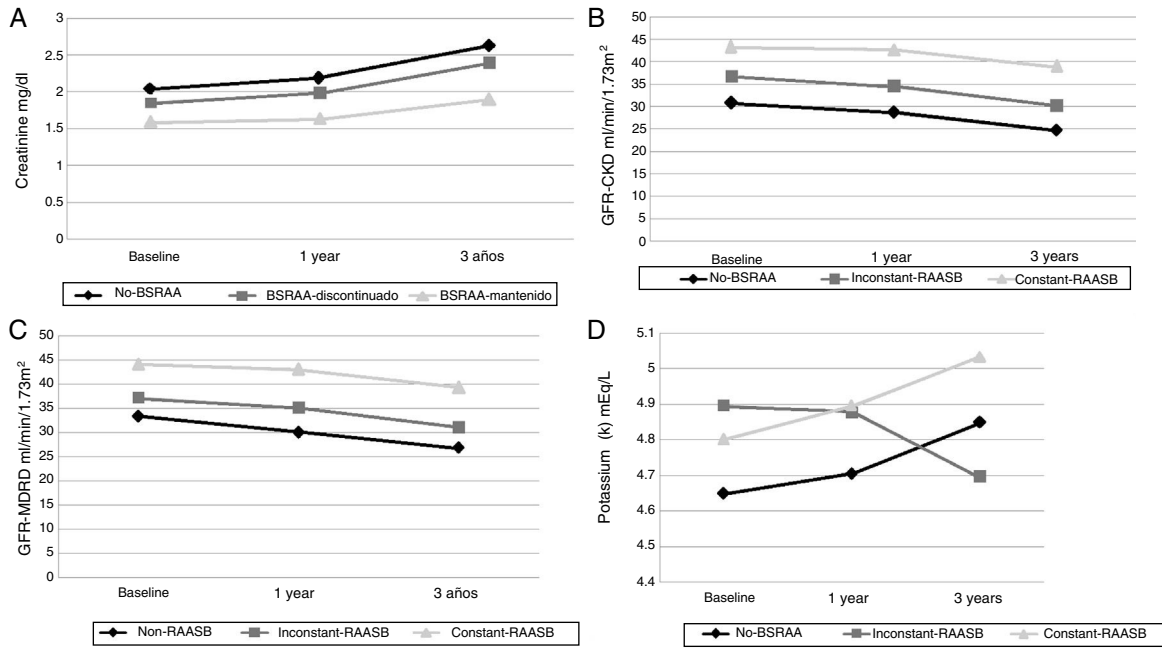 A
3
2.5
2
1.5
1
0.5
0
Creatinine mg/dl
Baseline 1 year 3 años
No-BSRAA BSRAA-discontinuado BSRAA-mantenido
B
50
45
40
35
30
25
20
15
10
5
0
GFR-CKD ml/min/1.73m²
Baseline 1 year 3 years
No-BSRAA Inconstant-RAASB Constant-RAASB
C
50
45
40
35
30
25
20
15
10
5
0
GFR-MDRD ml/min/1.73m²
Baseline 1 year 3 años
Non-RAASB Inconstant-RAASB Constant-RAASB
D
5.1
5
4.9
4.8
4.7
4.6
4.5
4.4
Potassium (k) mEq/L
Baseline 1 year 3 years
No-BSRAA Inconstant-RAASB Constant-RAASB